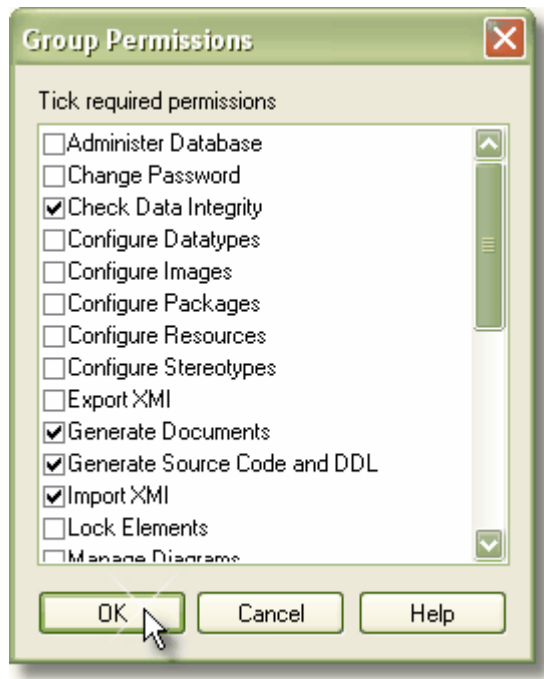 Group Permissions
Tick required permissions
Administer Database
Change Password
Check Data Integrity
Configure Datatypes
Configure Images
Configure Packages
Configure Resources
Configure Stereotypes
Export XMI
Generate Documents
Generate Source Code and DDL
Import XMI
Lock Elements
Manage Diagrams
OK
Cancel
Help